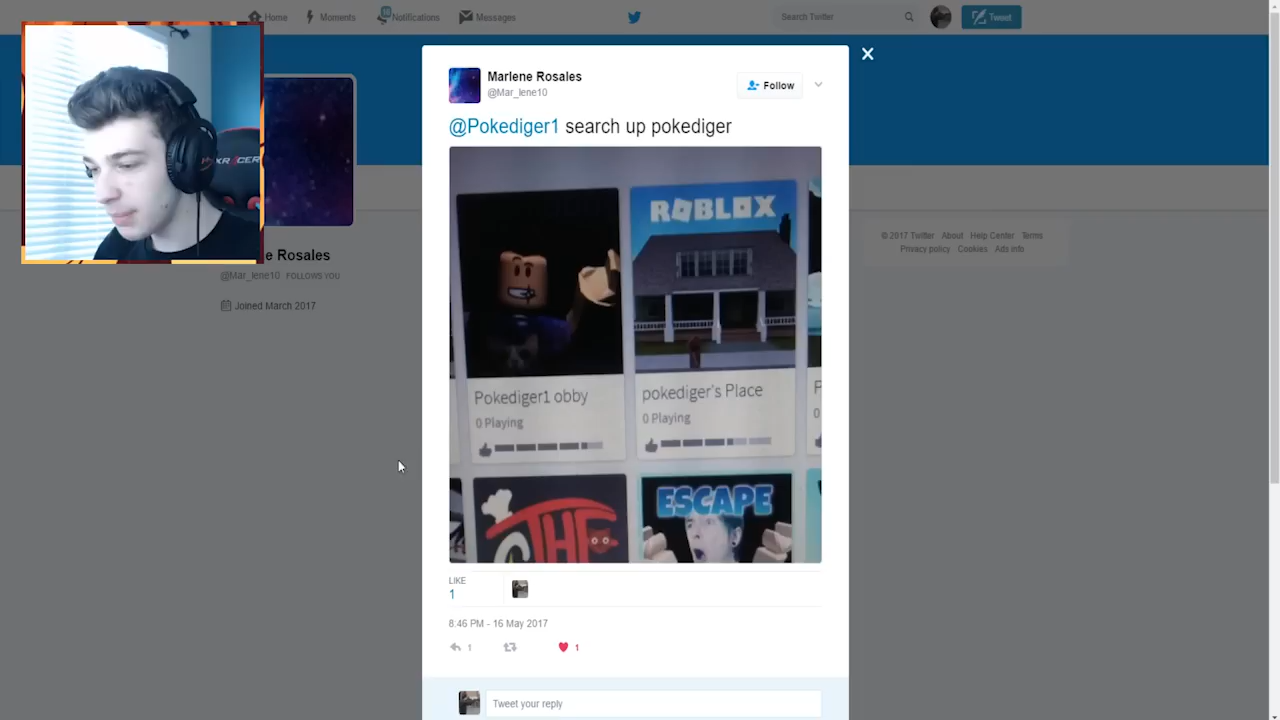 Home
Moments
18
Notifications
Messages
Search Twitter
Tweet
Marlene Rosales
@Mar_lene10
Follow
@Pokediger1 search up pokediger
ROBLOX
Pokediger1 obby
0 Playing
pokediger's Place
0 Playing
ESCAPE
e Rosales
@Mar_lene10 FOLLOWS YOU
Joined March 2017
© 2017 Twitter About Help Center Terms
Privacy policy Cookies Ads info
LIKE
1
8:46 PM - 16 May 2017
1
1
Tweet your reply